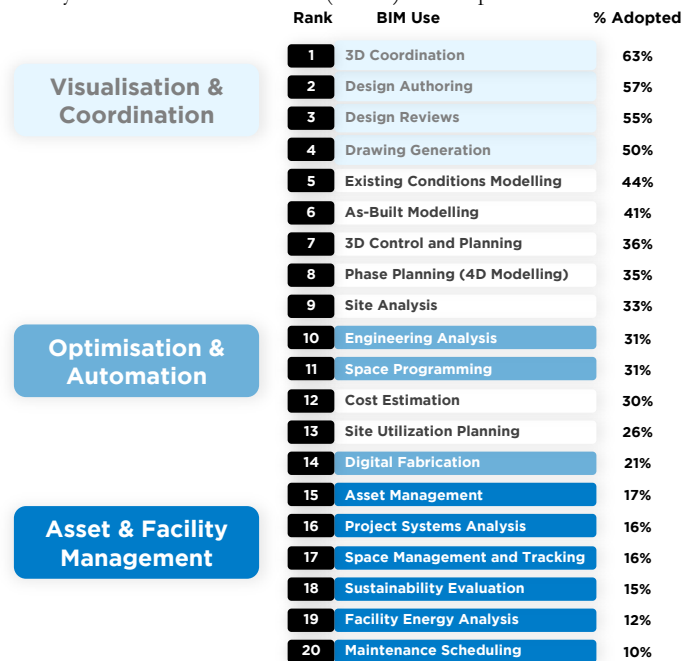 Rank BIM Use % Adopted
1 3D Coordination 63%
Visualisation &
Coordination
2 Design Authoring 57%
3 Design Reviews 55%
4 Drawing Generation 50%
5 Existing Conditions Modelling 44%
6 As-Built Modelling 41%
7 3D Control and Planning 36%
8 Phase Planning (4D Modelling) 35%
9 Site Analysis 33%
Optimisation &
Automation
10 Engineering Analysis 31%
11 Space Programming 31%
12 Cost Estimation 30%
13 Site Utilization Planning 26%
14 Digital Fabrication 21%
Asset & Facility
Management
15 Asset Management 17%
16 Project Systems Analysis 16%
17 Space Management and Tracking 16%
18 Sustainability Evaluation 15%
19 Facility Energy Analysis 12%
20 Maintenance Scheduling 10%